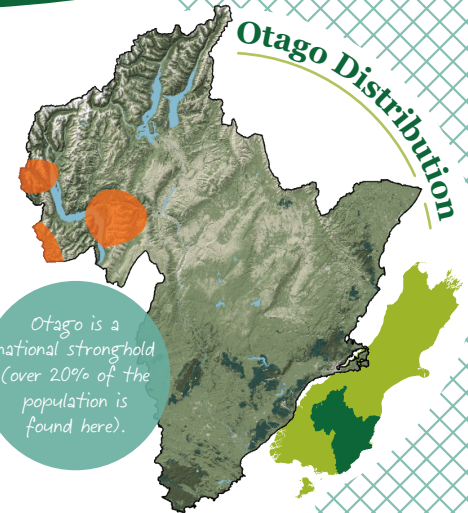 Otago Distribution
Otago is a
national stronghold
(over 20% of the
population is
found here).